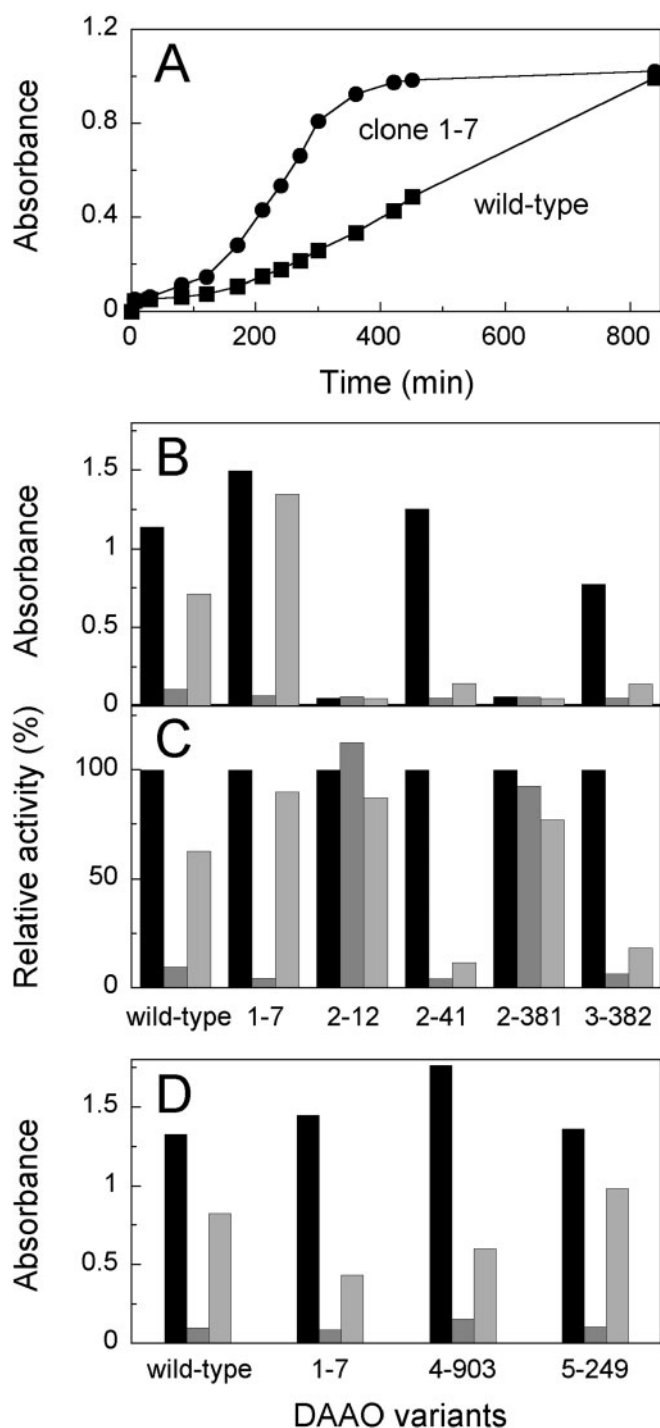 A
1.2
0.8
0.4
0
Absorbance
clone 1-7
wild-type
0 200 400 600 800
Time (min)
B
1.5
1
0.5
0
Absorbance
C
100
50
0
Relative activity (%)
wild-type 1-7 2-12 2-41 2-381 3-382
D
1.5
1
0.5
0
Absorbance
wild-type 1-7 4-903 5-249
DAAO variants